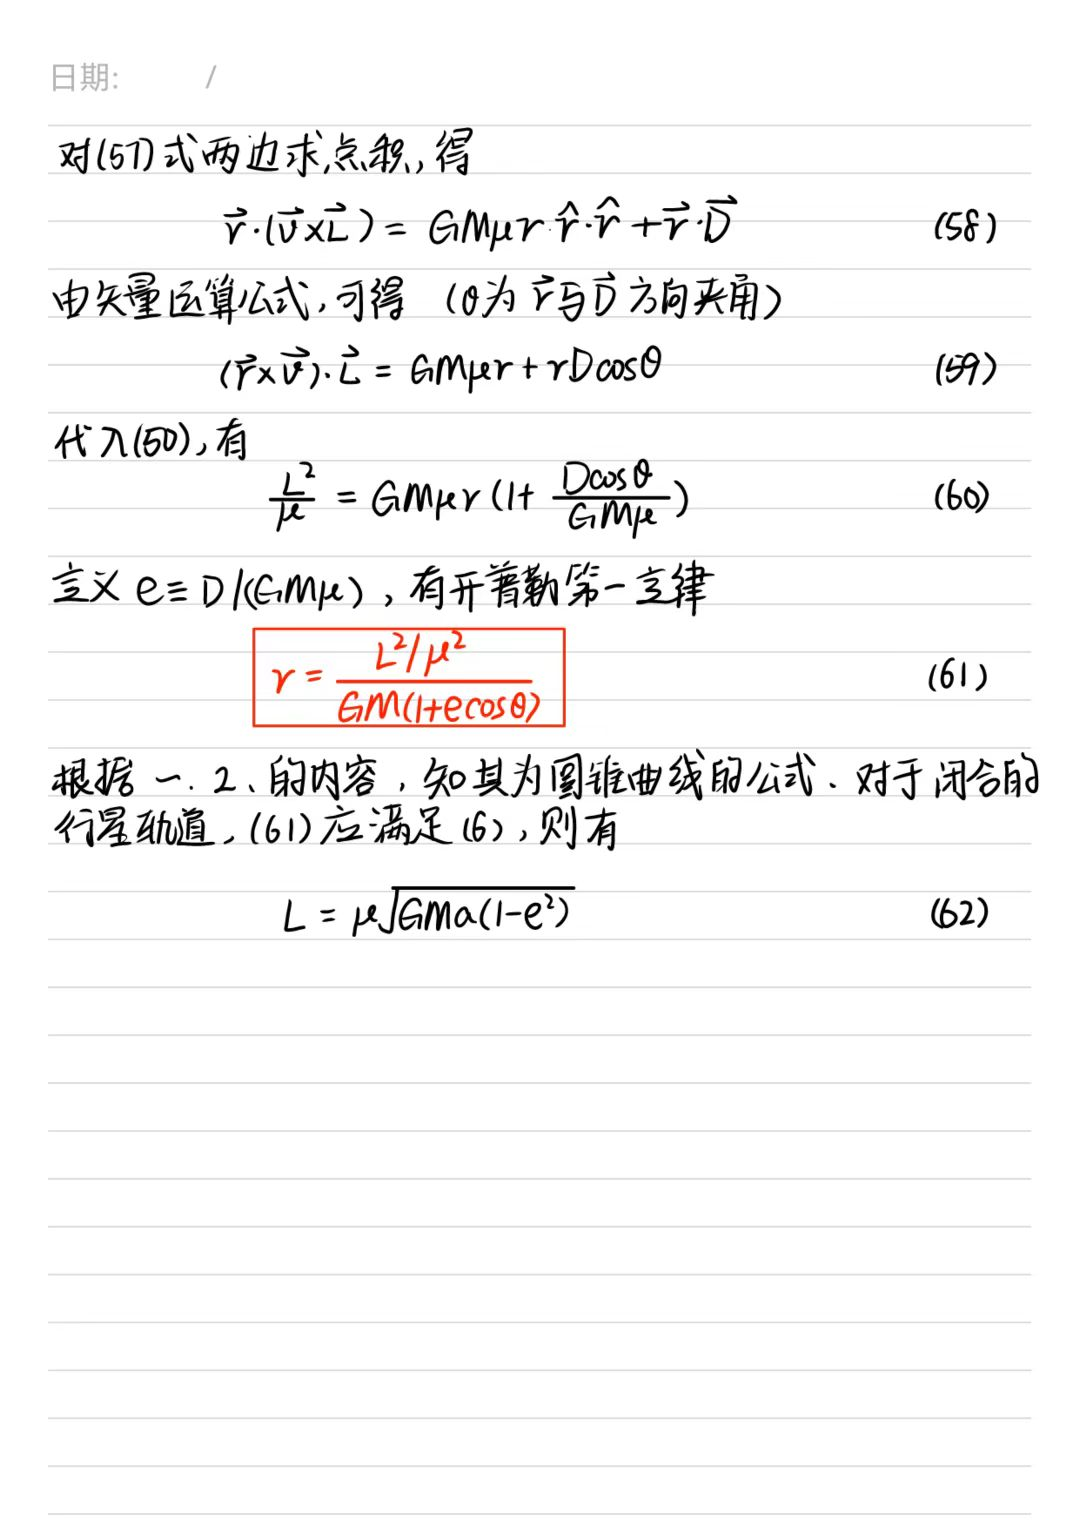 日期: /
对(57)式两边求点积,得
$\vec{r}\cdot(\vec{v}\times\vec{L}) = GM\mu r\,\hat{r}\cdot\hat{r} + \vec{r}\cdot\vec{D}$ (58)
由矢量运算公式,可得 (θ为 $\vec{r}$ 与 $\vec{D}$ 方向夹角)
$(\vec{r}\times\vec{v})\cdot\vec{L} = GM\mu r + rD\cos\theta$ (59)
代入(50),有
$\frac{L^2}{\mu} = GM\mu r(1+\frac{D\cos\theta}{GM\mu})$ (60)
定义 e≡D/(GMμ),有开普勒第一定律
$r = \frac{L^2/\mu^2}{GM(1+e\cos\theta)}$ (61)
根据 一.2、的内容,知其为圆锥曲线的公式.对于闭合的
行星轨道,(61)应满足(6),则有
$L = \mu\sqrt{GMa(1-e^2)}$ (62)